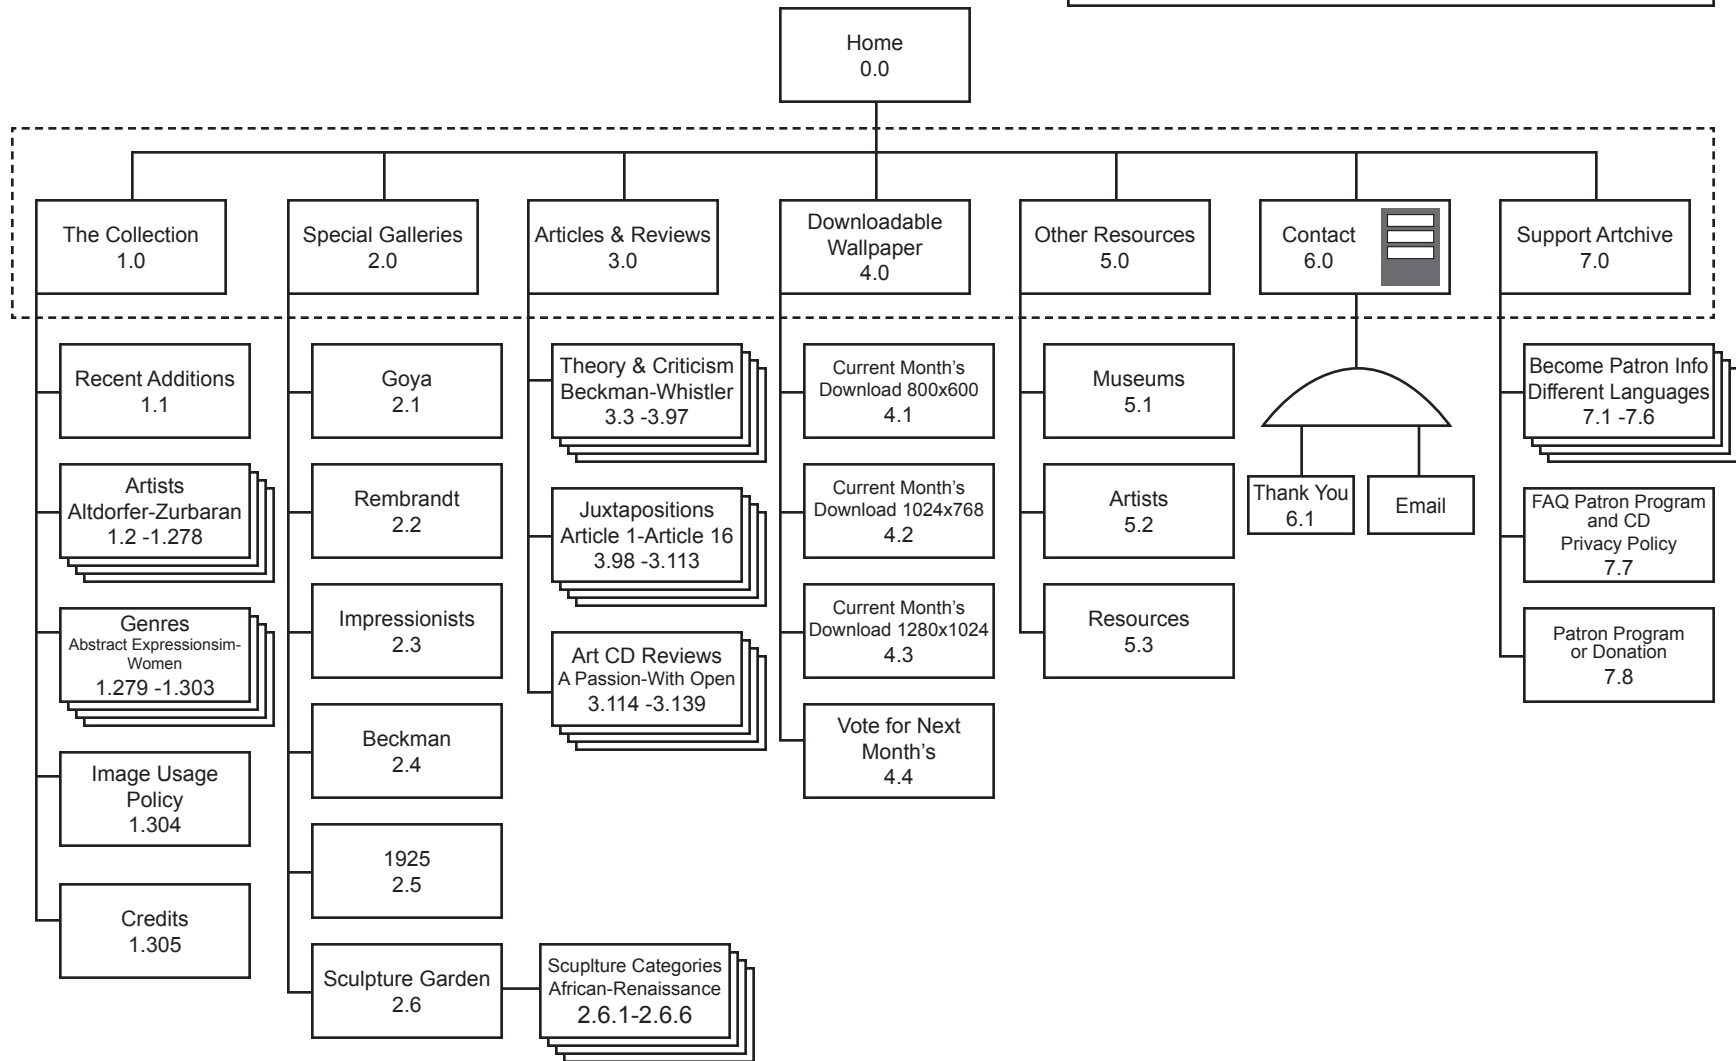 Home
0.0
The Collection
1.0
Special Galleries
2.0
Articles & Reviews
3.0
Downloadable
Wallpaper
4.0
Other Resources
5.0
Contact
6.0
Support Artchive
7.0
Recent Additions
1.1
Artists
Altdorfer-Zurbaran
1.2 -1.278
Genres
Abstract Expressionsim-
Women
1.279 -1.303
Image Usage
Policy
1.304
Credits
1.305
Goya
2.1
Rembrandt
2.2
Impressionists
2.3
Beckman
2.4
1925
2.5
Sculpture Garden
2.6
Scuplture Categories
African-Renaissance
2.6.1-2.6.6
Theory & Criticism
Beckman-Whistler
3.3 -3.97
Juxtapositions
Article 1-Article 16
3.98 -3.113
Art CD Reviews
A Passion-With Open
3.114 -3.139
Current Month's
Download 800x600
4.1
Current Month's
Download 1024x768
4.2
Current Month's
Download 1280x1024
4.3
Vote for Next
Month's
4.4
Museums
5.1
Artists
5.2
Resources
5.3
Thank You
6.1
Email
Become Patron Info
Different Languages
7.1 -7.6
FAQ Patron Program
and CD
Privacy Policy
7.7
Patron Program
or Donation
7.8